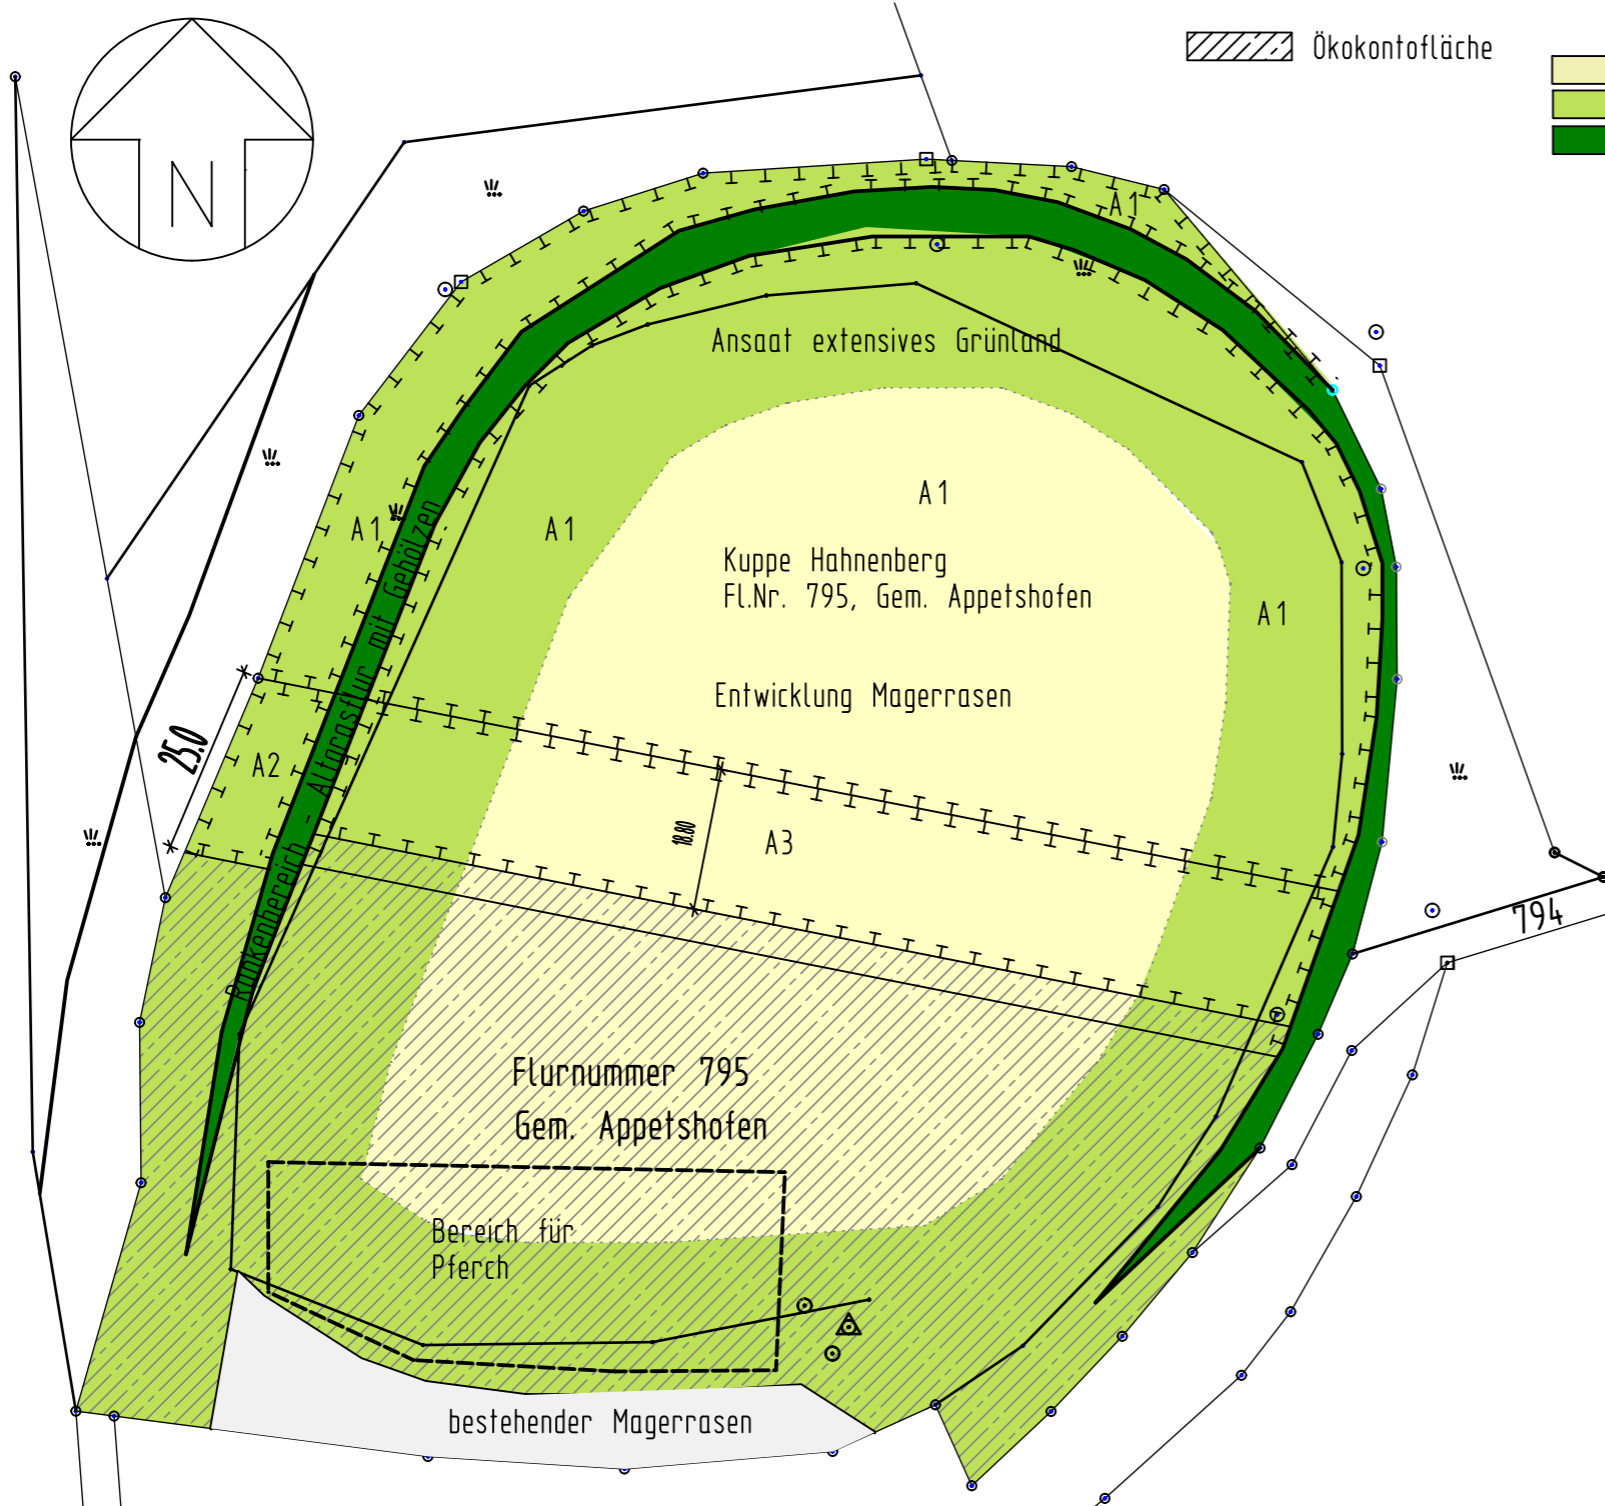 N
Ökokontofläche
A1
Ansaat extensives Grünland
A1
A1
A1
Kuppe Hahnenberg
Fl.Nr. 795, Gem. Appetshofen
A1
Entwicklung Magerrasen
Rankenbereich - Altgrasflur mit Gehölzen
25.0
A2
18.80
A3
794
Flurnummer 795
Gem. Appetshofen
Bereich für
Pferch
bestehender Magerrasen